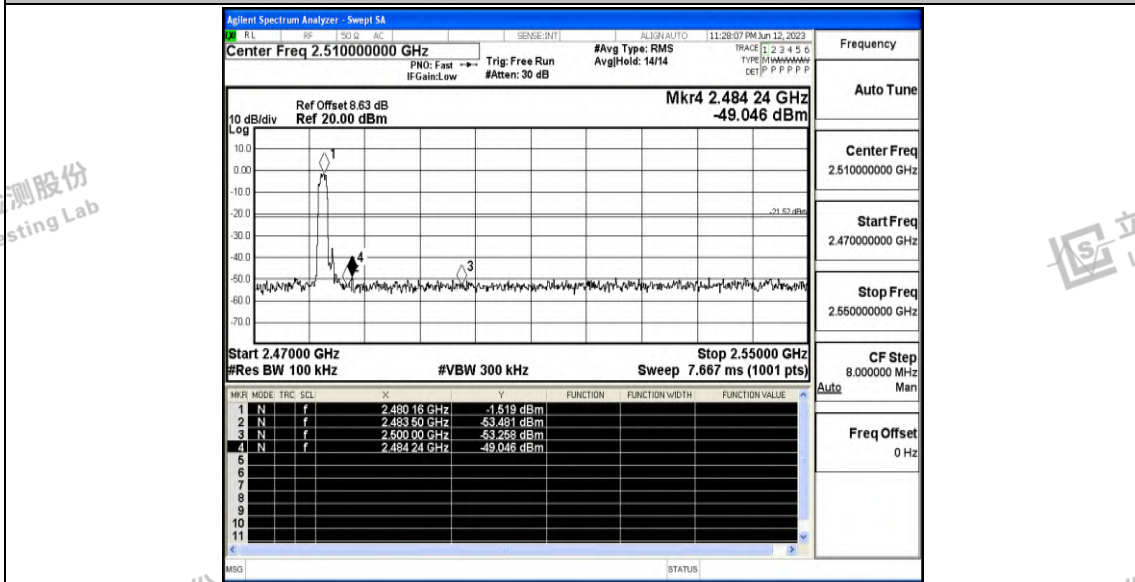 Agilent Spectrum Analyzer - Swept SA
RL RF 50 Ω AC SENSE:INT ALIGN AUTO 11:28:07 PM Jun 12, 2023
Center Freq 2.510000000 GHz
PNO: Fast
IFGain:Low
Trig: Free Run
#Atten: 30 dB
#Avg Type: RMS
Avg|Hold: 14/14
TRACE 1 2 3 4 5 6
TYPE MWWWWW
DET P P P P P P
Frequency
Auto Tune
Center Freq
2.510000000 GHz
Start Freq
2.470000000 GHz
Stop Freq
2.550000000 GHz
CF Step
8.000000 MHz
Auto Man
Freq Offset
0 Hz
Mkr4 2.484 24 GHz
-49.046 dBm
Ref Offset 8.63 dB
10 dB/div Ref 20.00 dBm
Log
10.0
0.00
-10.0
-20.0
-30.0
-40.0
-50.0
-60.0
-70.0
-21.52 dBm
1
4
3
Start 2.47000 GHz Stop 2.55000 GHz
#Res BW 100 kHz #VBW 300 kHz Sweep 7.667 ms (1001 pts)
MKR MODE TRC SCL X Y FUNCTION FUNCTION WIDTH FUNCTION VALUE
1 N f 2.480 16 GHz -1.519 dBm
2 N f 2.483 50 GHz -53.481 dBm
3 N f 2.500 00 GHz -53.258 dBm
4 N f 2.484 24 GHz -49.046 dBm
5
6
7
8
9
10
11
MSG STATUS
测股份
sting Lab
立